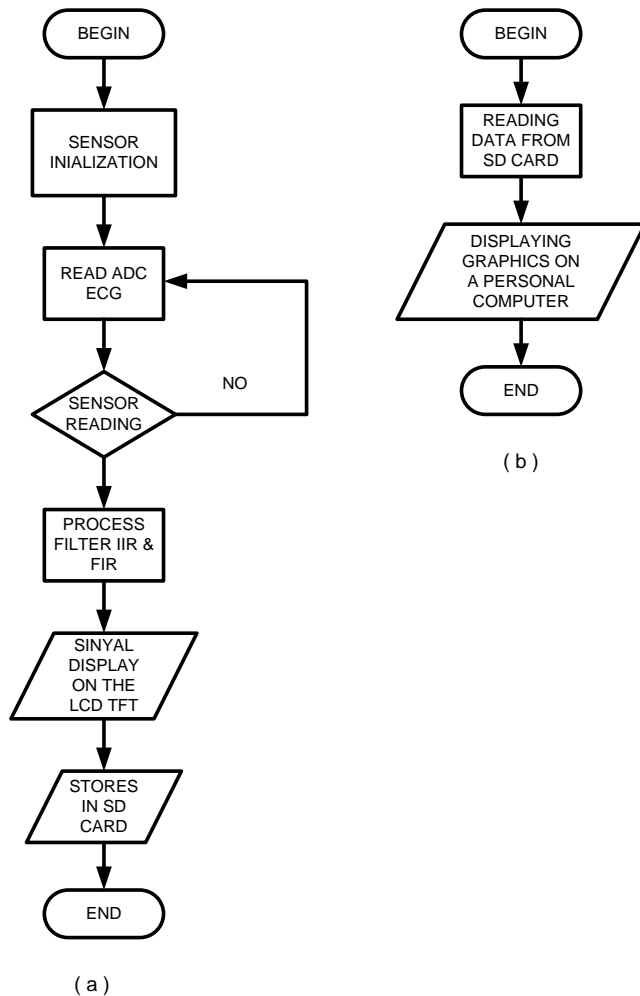 BEGIN
SENSOR
INIALIZATION
READ ADC
ECG
SENSOR
READING
NO
PROCESS
FILTER IIR &
FIR
SINYAL
DISPLAY
ON THE
LCD TFT
STORES
IN SD
CARD
END
( a )
BEGIN
READING
DATA FROM
SD CARD
DISPLAYING
GRAPHICS ON
A PERSONAL
COMPUTER
END
( b )